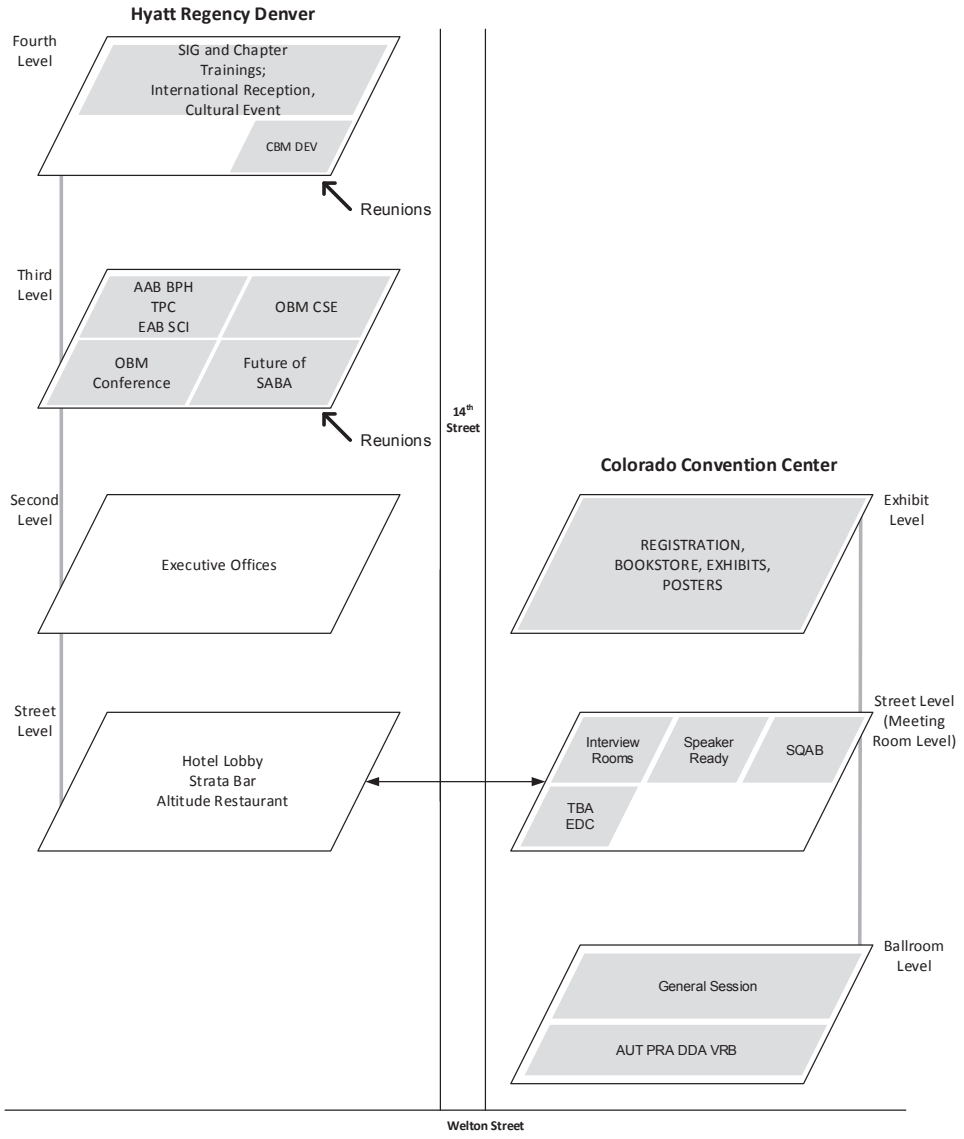 Hyatt Regency Denver
Fourth
Level
SIG and Chapter
Trainings;
International Reception,
Cultural Event
CBM DEV
Reunions
Third
Level
AAB BPH
TPC
EAB SCI
OBM CSE
OBM
Conference
Future of
SABA
Reunions
14th
Street
Second
Level
Executive Offices
Street
Level
Hotel Lobby
Strata Bar
Altitude Restaurant
Colorado Convention Center
Exhibit
Level
REGISTRATION,
BOOKSTORE, EXHIBITS,
POSTERS
Street Level
(Meeting
Room Level)
Interview
Rooms
Speaker
Ready
SQAB
TBA
EDC
Ballroom
Level
General Session
AUT PRA DDA VRB
Welton Street